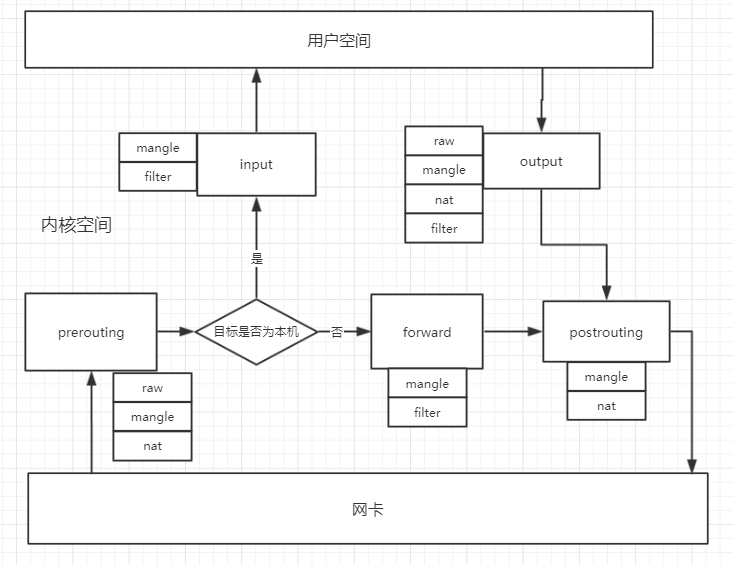 用户空间
mangle
filter
input
raw
mangle
nat
filter
output
内核空间
是
prerouting
目标是否为本机
否
forward
postrouting
raw
mangle
nat
mangle
filter
mangle
nat
网卡